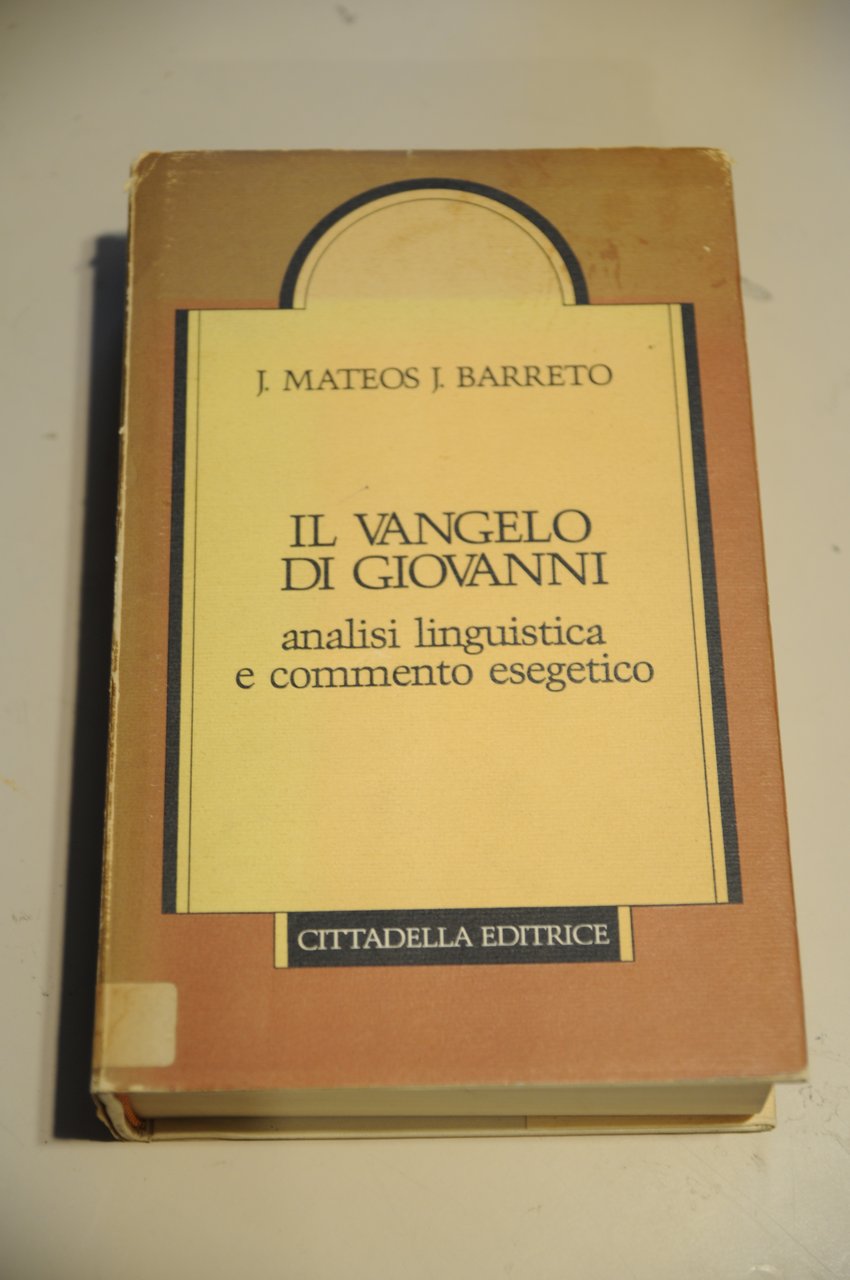 J. MATEOS J. BARRETO
IL VANGELO
DI GIOVANNI
analisi linguistica
e commento esegetico
CITTADELLA EDITRICE